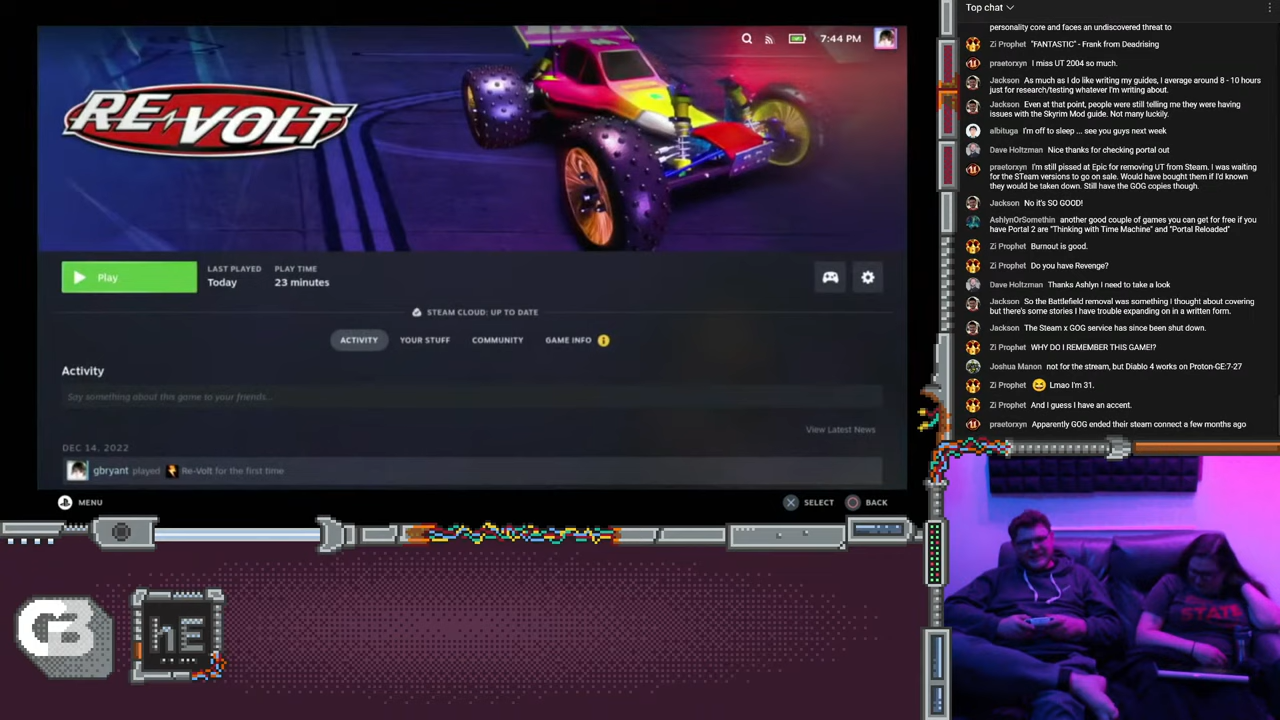 RE-VOLT
7:44 PM
Play
LAST PLAYED
Today
PLAY TIME
23 minutes
STEAM CLOUD: UP TO DATE
ACTIVITY
YOUR STUFF
COMMUNITY
GAME INFO
Activity
Say something about this game to your friends...
View Latest News
DEC 14, 2022
gbryant played Re-Volt for the first time
MENU
SELECT
BACK
GB
hE
Top chat
personality core and faces an undiscovered threat to
Zi Prophet "FANTASTIC" - Frank from Deadrising
praetorxyn I miss UT 2004 so much.
Jackson As much as I do like writing my guides, I average around 8 - 10 hours
just for research/testing whatever I'm writing about.
Jackson Even at that point, people were still telling me they were having
issues with the Skyrim Mod guide. Not many luckily.
albituga I'm off to sleep ... see you guys next week
Dave Holtzman Nice thanks for checking portal out
praetorxyn I'm still pissed at Epic for removing UT from Steam. I was waiting
for the STeam versions to go on sale. Would have bought them if I'd known
they would be taken down. Still have the GOG copies though.
Jackson No it's SO GOOD!
AshlynOrSomethin another good couple of games you can get for free if you
have Portal 2 are "Thinking with Time Machine" and "Portal Reloaded"
Zi Prophet Burnout is good.
Zi Prophet Do you have Revenge?
Dave Holtzman Thanks Ashlyn I need to take a look
Jackson So the Battlefield removal was something I thought about covering
but there's some stories I have trouble expanding on in a written form.
Jackson The Steam x GOG service has since been shut down.
Zi Prophet WHY DO I REMEMBER THIS GAME!?
Joshua Manon not for the stream, but Diablo 4 works on Proton-GE:7-27
Zi Prophet 😄 Lmao I'm 31.
Zi Prophet And I guess I have an accent.
praetorxyn Apparently GOG ended their steam connect a few months ago
STATE